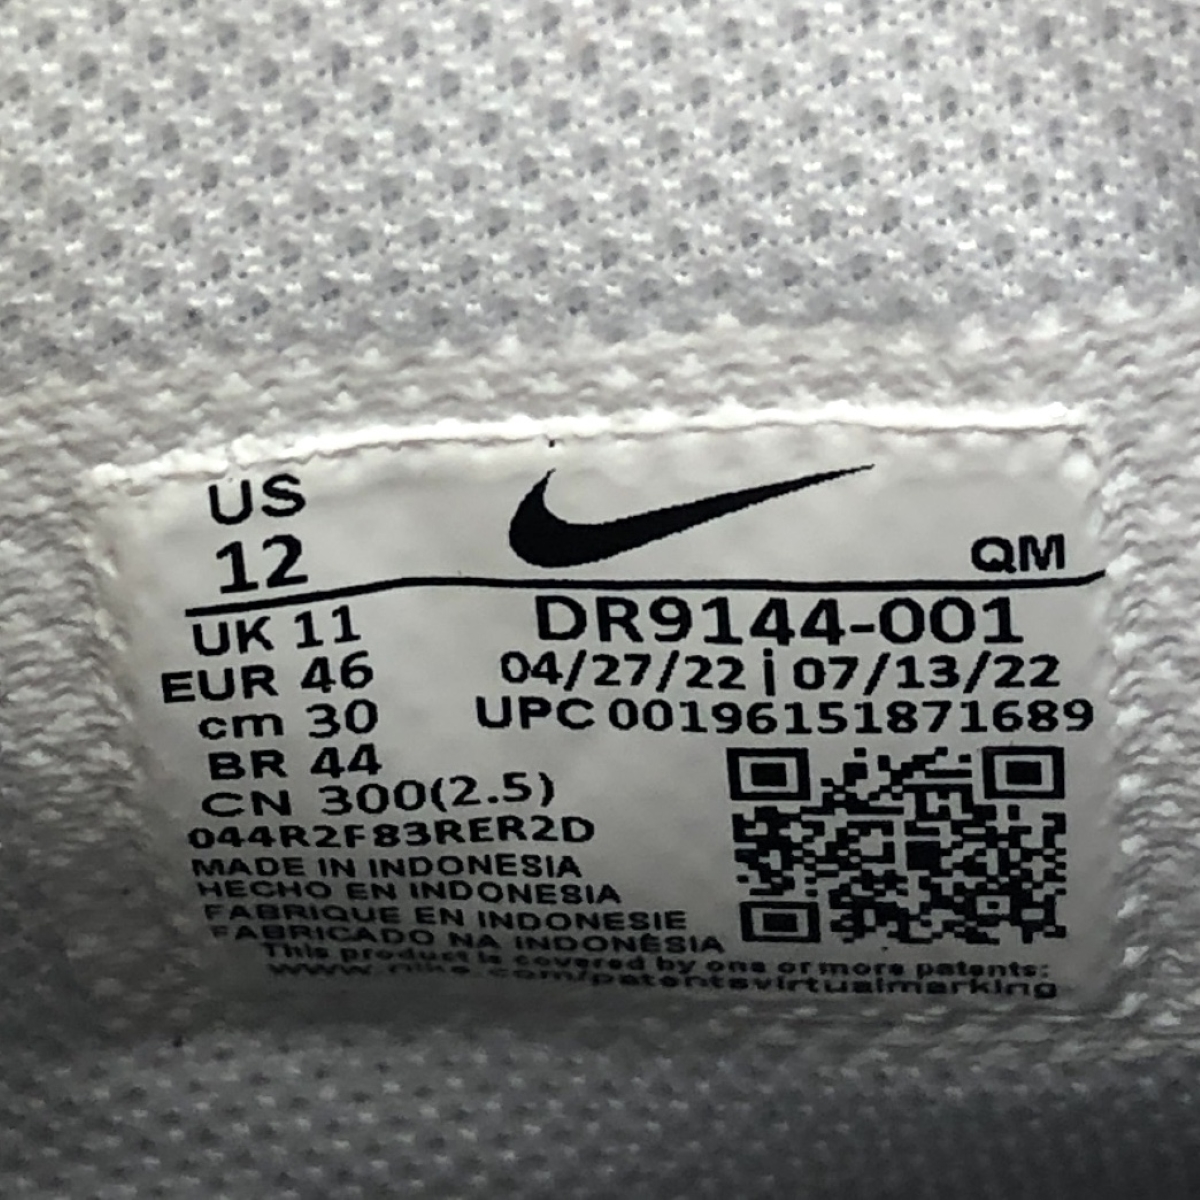 US
12
QM
UK 11
EUR 46
cm 30
BR 44
CN 300(2.5)
DR9144-001
04/27/22 | 07/13/22
UPC 00196151871689
044R2F83RER2D
MADE IN INDONESIA
HECHO EN INDONESIA
FABRIQUE EN INDONESIE
FABRICADO NA INDONÉSIA
This product is covered by one or more patents:
www.nike.com/patentsvirtualmarking